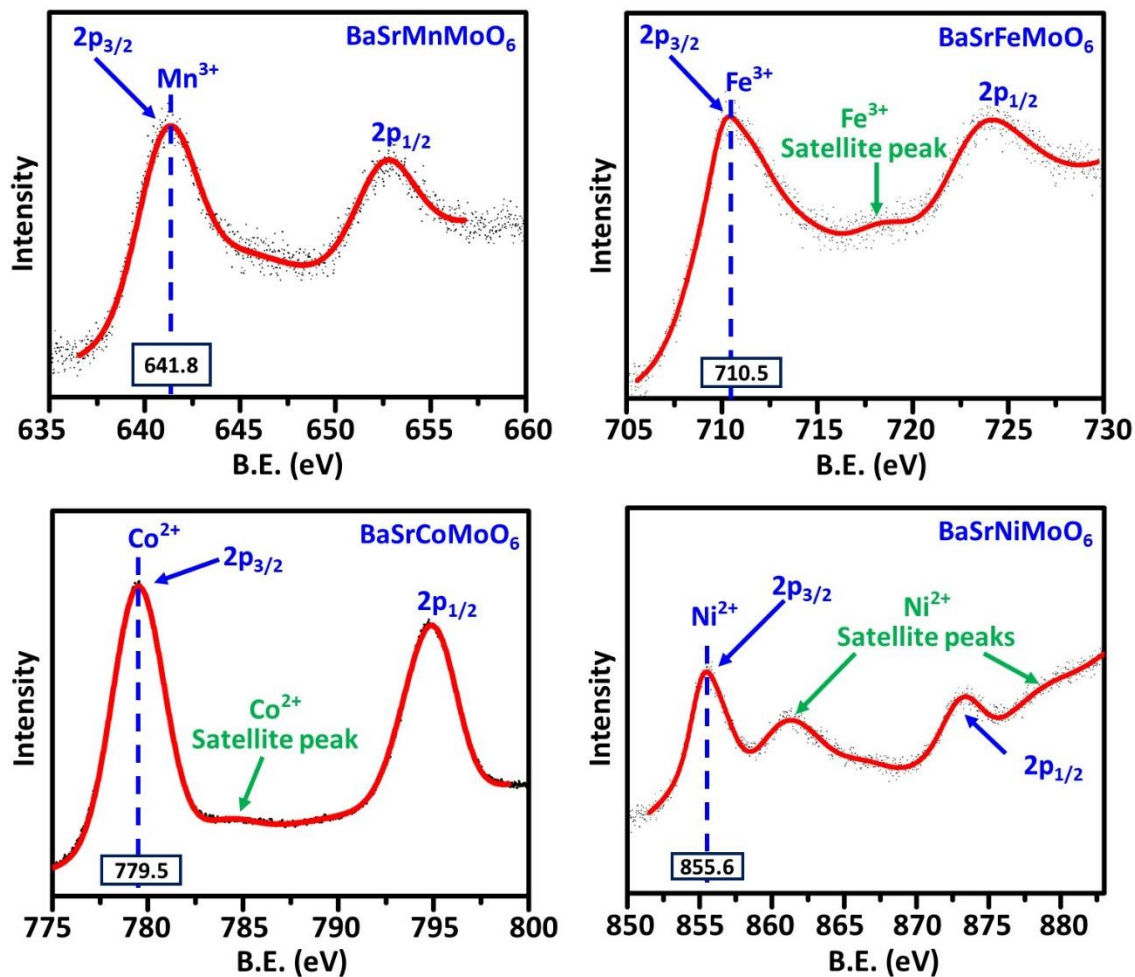 BaSrMnMoO₆
2p₃/₂
Mn³⁺
2p₁/₂
641.8
Intensity
635 640 645 650 655 660
B.E. (eV)
BaSrFeMoO₆
2p₃/₂
Fe³⁺
2p₁/₂
Fe³⁺
Satellite peak
710.5
Intensity
705 710 715 720 725 730
B.E. (eV)
BaSrCoMoO₆
Co²⁺
2p₃/₂
2p₁/₂
Co²⁺
Satellite peak
779.5
Intensity
775 780 785 790 795 800
B.E. (eV)
BaSrNiMoO₆
2p₃/₂
Ni²⁺
Ni²⁺
Satellite peaks
2p₁/₂
855.6
Intensity
850 855 860 865 870 875 880
B.E. (eV)